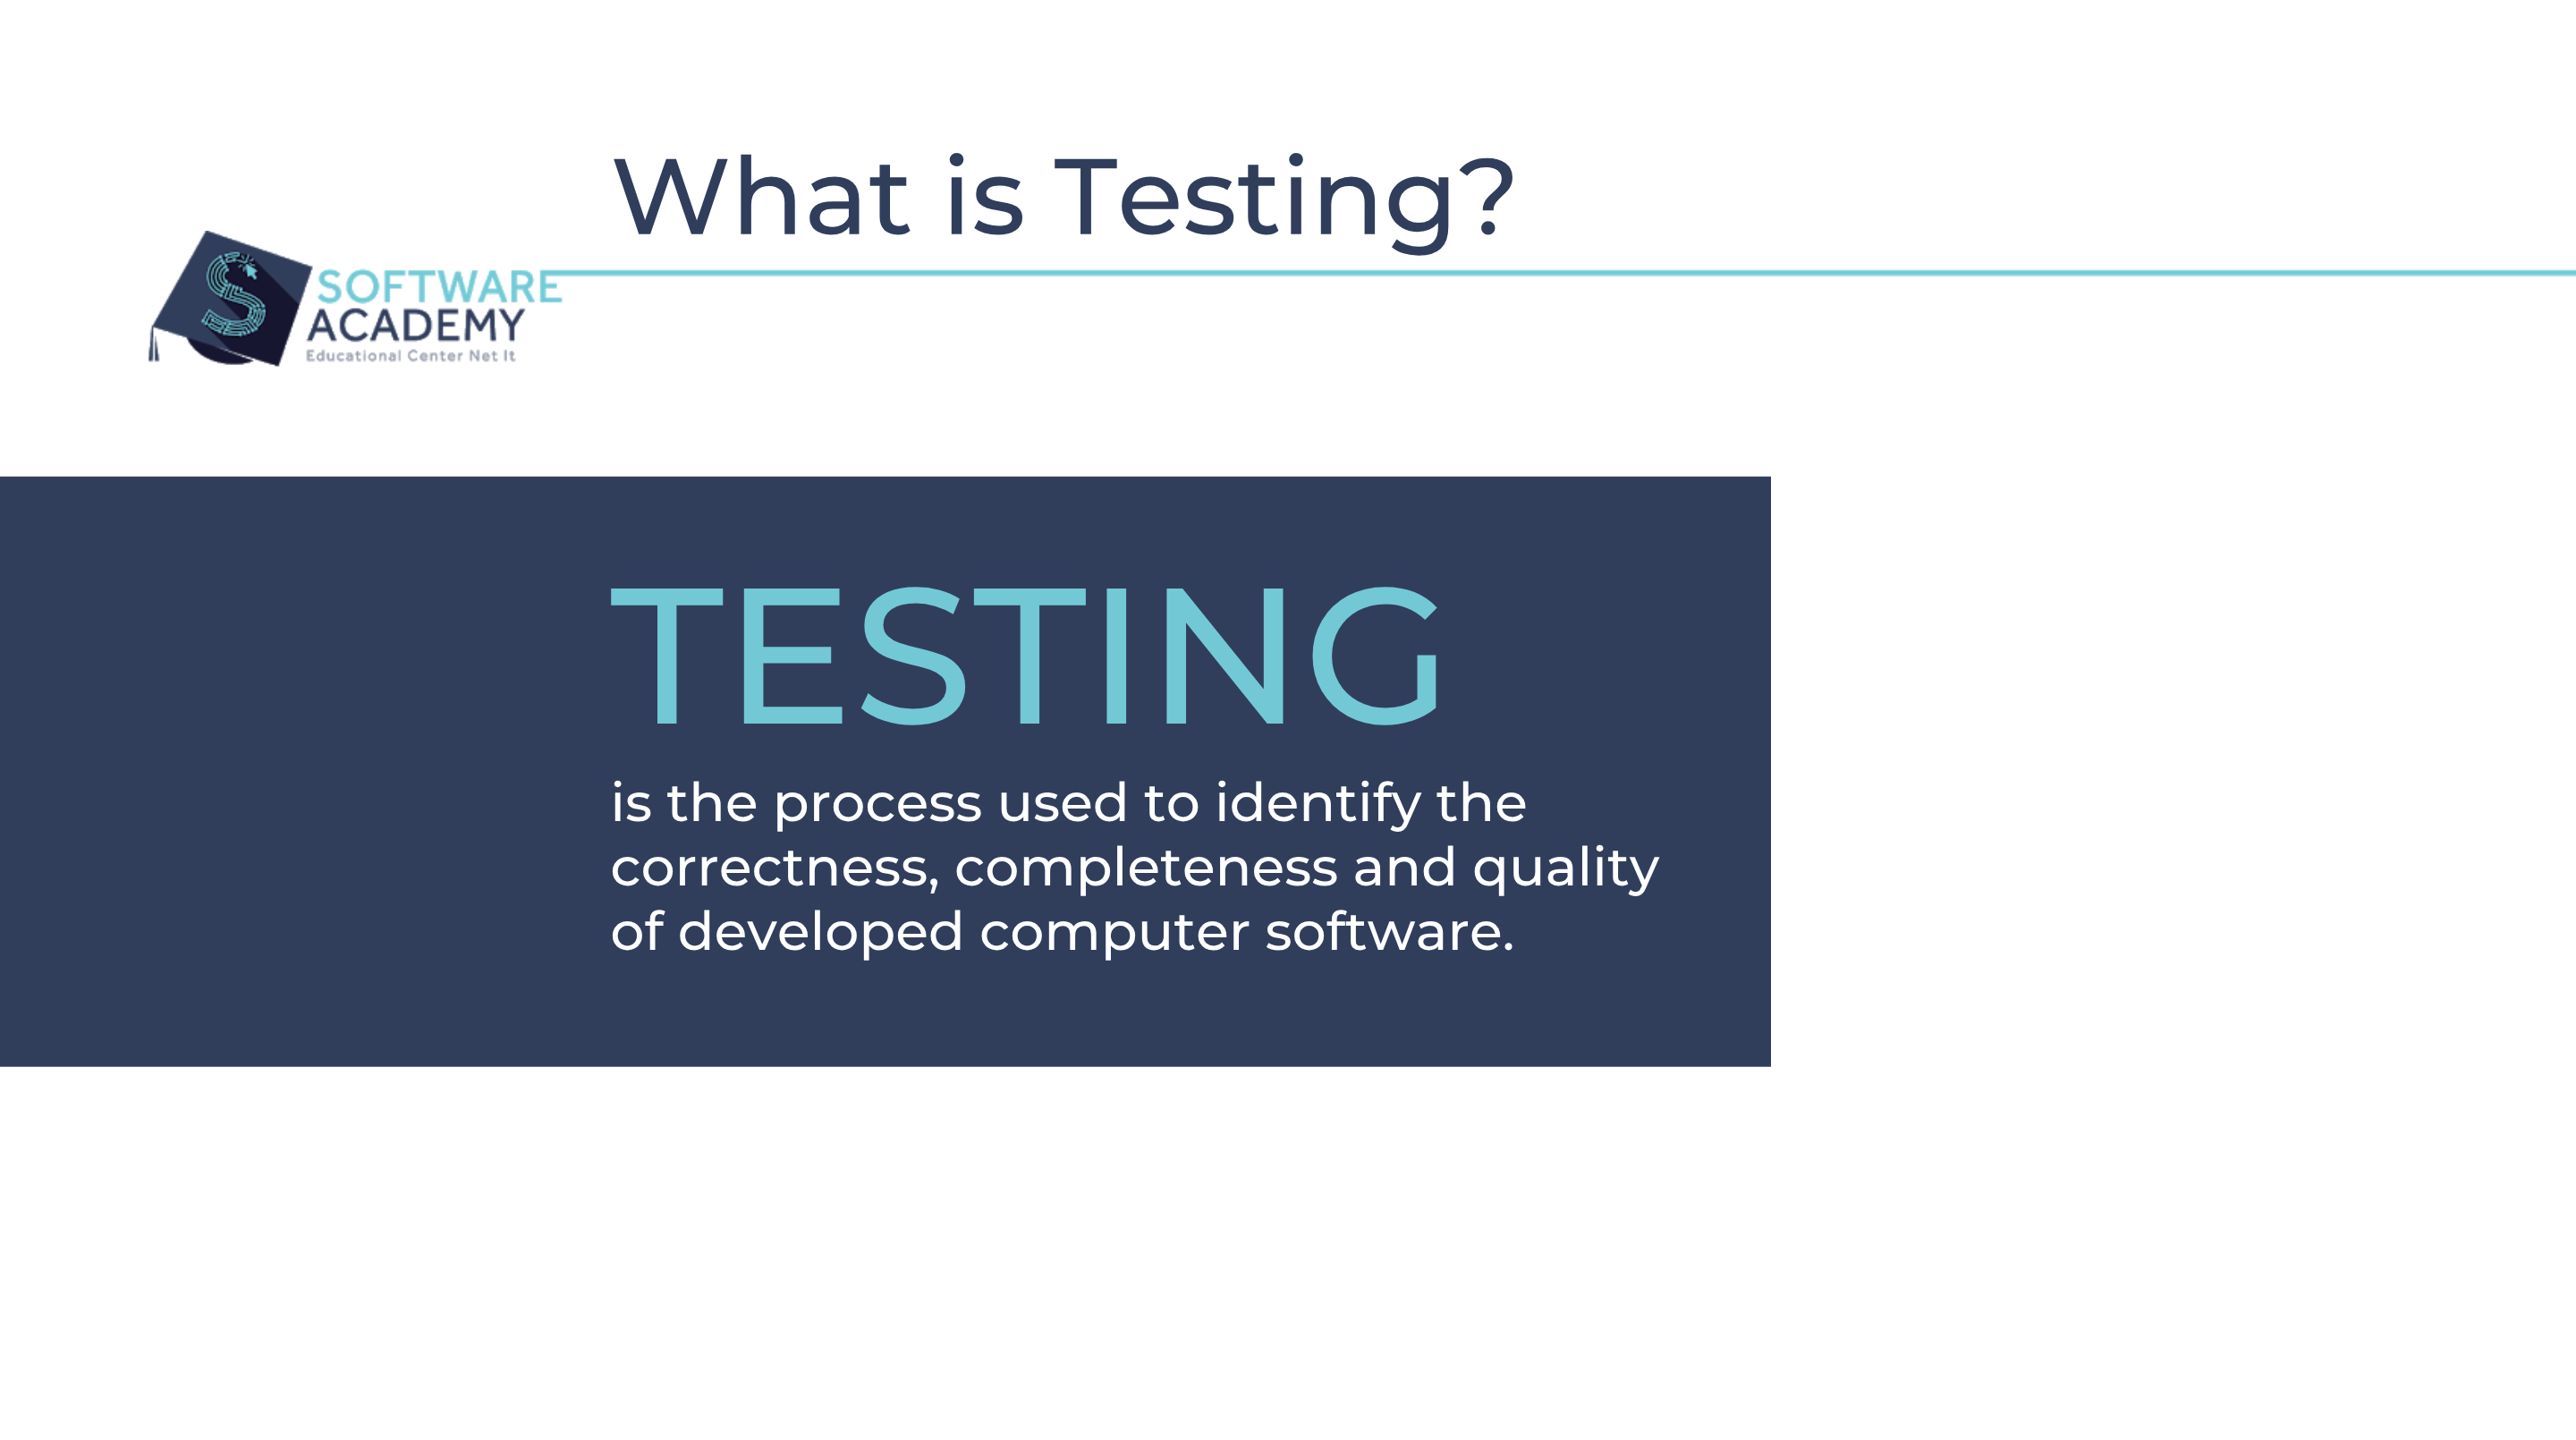 What is Testing?
SOFTWARE
ACADEMY
Educational Center Net It
TESTING
is the process used to identify the
correctness, completeness and quality
of developed computer software.